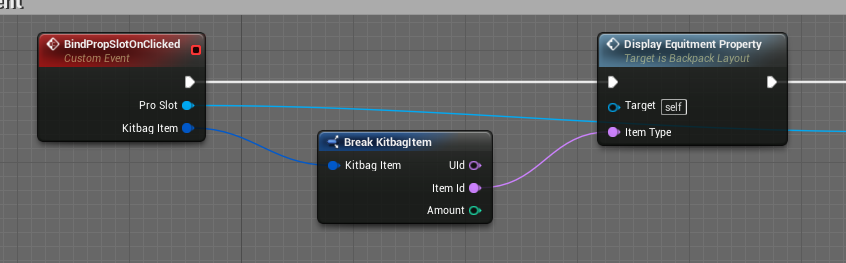 BindPropSlotOnClicked
Custom Event
Pro Slot
Kitbag Item
Break KitbagItem
Kitbag Item
UId
Item Id
Amount
Display Equitment Property
Target is Backpack Layout
Target self
Item Type